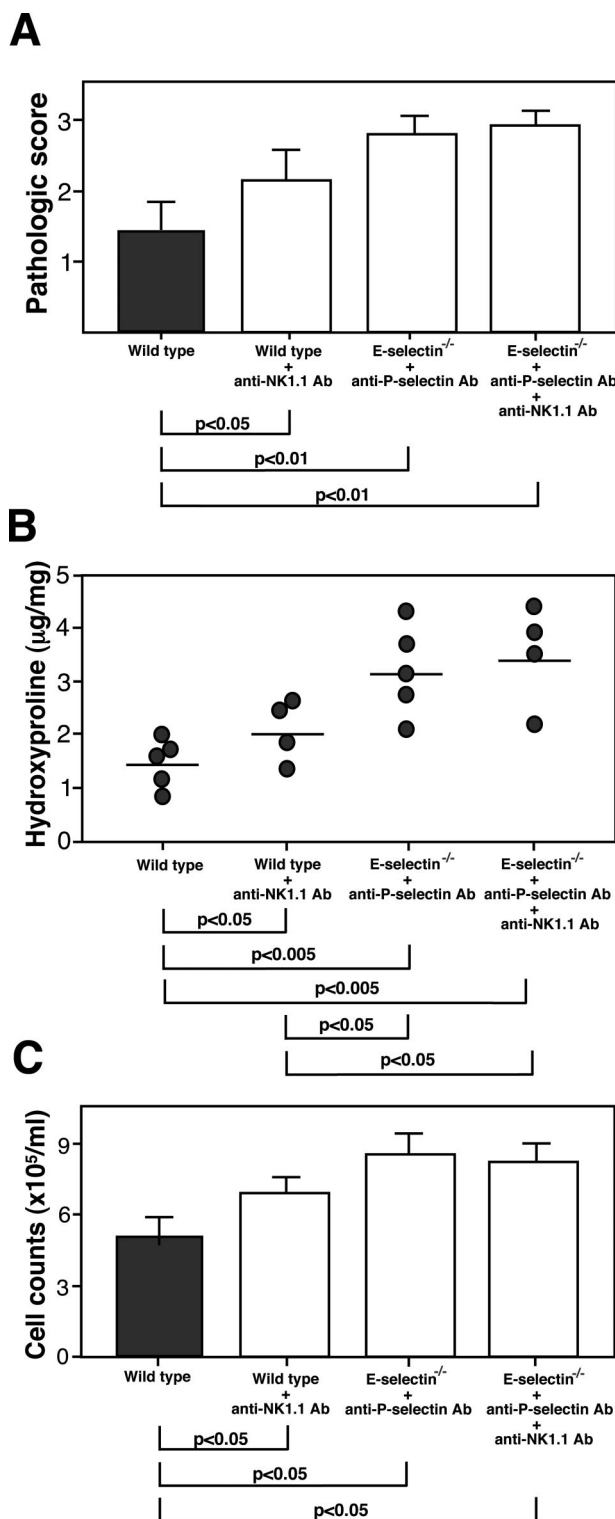 A
Pathologic score
3
2
1
Wild type
Wild type
+
anti-NK1.1 Ab
E-selectin-/-
+
anti-P-selectin Ab
E-selectin-/-
+
anti-P-selectin Ab
+
anti-NK1.1 Ab
p<0.05
p<0.01
p<0.01
B
Hydroxyproline (µg/mg)
5
4
3
2
1
0
Wild type
Wild type
+
anti-NK1.1 Ab
E-selectin-/-
+
anti-P-selectin Ab
E-selectin-/-
+
anti-P-selectin Ab
+
anti-NK1.1 Ab
p<0.05
p<0.005
p<0.005
p<0.05
p<0.05
C
Cell counts (x10⁵/ml)
9
6
3
0
Wild type
Wild type
+
anti-NK1.1 Ab
E-selectin-/-
+
anti-P-selectin Ab
E-selectin-/-
+
anti-P-selectin Ab
+
anti-NK1.1 Ab
p<0.05
p<0.05
p<0.05